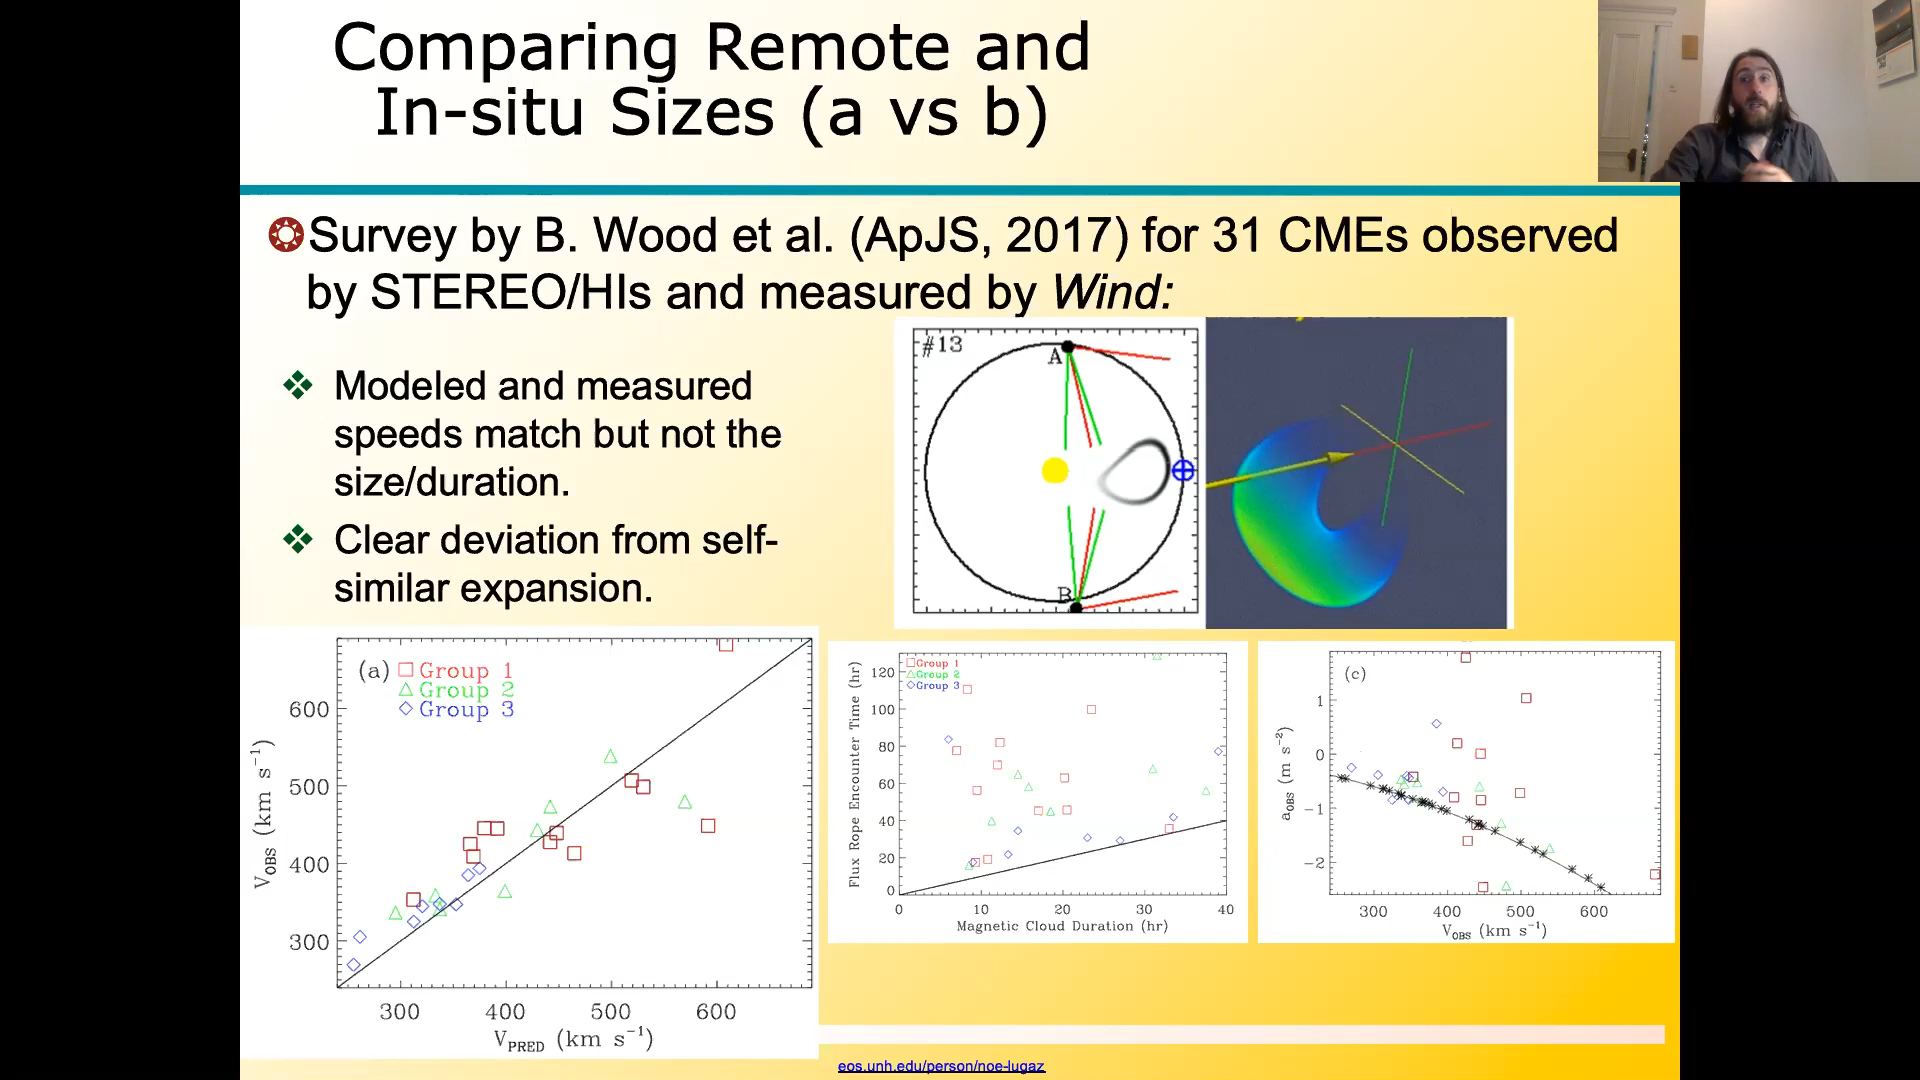 Comparing Remote and
In-situ Sizes (a vs b)
Survey by B. Wood et al. (ApJS, 2017) for 31 CMEs observed
by STEREO/HIs and measured by Wind:
Modeled and measured
speeds match but not the
size/duration.
Clear deviation from self-
similar expansion.
#13
A
B
(a)
Group 1
Group 2
Group 3
600
500
400
300
V_OBS (km s⁻¹)
300 400 500 600
V_PRED (km s⁻¹)
Group 1
Group 2
Group 3
120
100
80
60
40
20
0
Flux Rope Encounter Time (hr)
0 10 20 30 40
Magnetic Cloud Duration (hr)
(c)
1
0
−1
−2
a_OBS (m s⁻²)
300 400 500 600
V_OBS (km s⁻¹)
eos.unh.edu/person/noe-lugaz